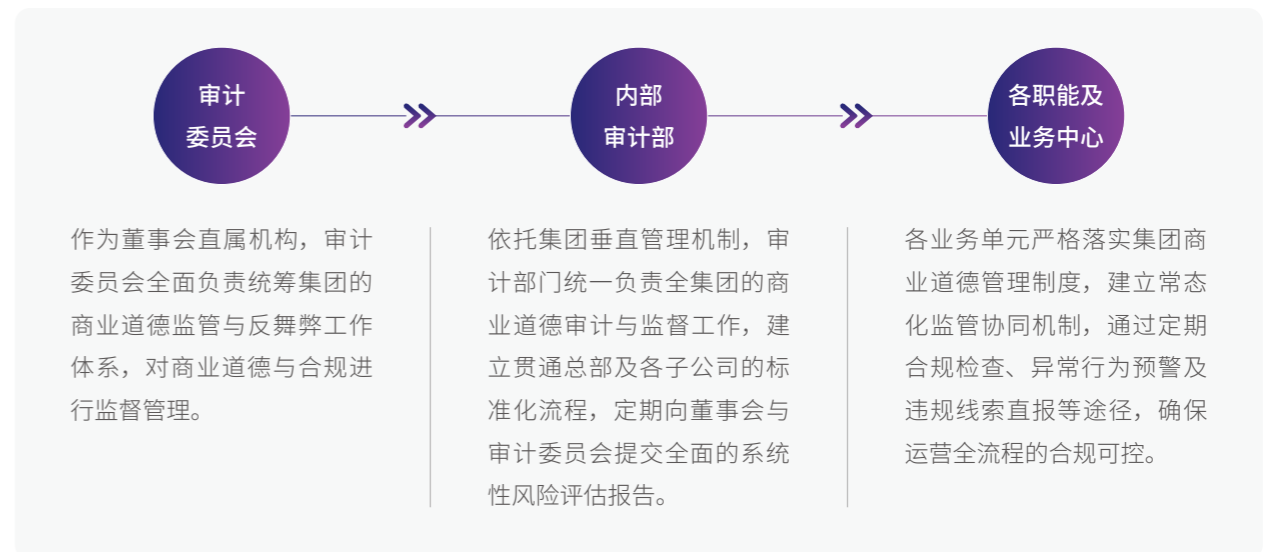 审计
委员会
内部
审计部
各职能及
业务中心
作为董事会直属机构，审计
委员会全面负责统筹集团的
商业道德监管与反舞弊工作
体系，对商业道德与合规进
行监督管理。
依托集团垂直管理机制，审
计部门统一负责全集团的商
业道德审计与监督工作，建
立贯通总部及各子公司的标
准化流程，定期向董事会与
审计委员会提交全面的系统
性风险评估报告。
各业务单元严格落实集团商
业道德管理制度，建立常态
化监管协同机制，通过定期
合规检查、异常行为预警及
违规线索直报等途径，确保
运营全流程的合规可控。